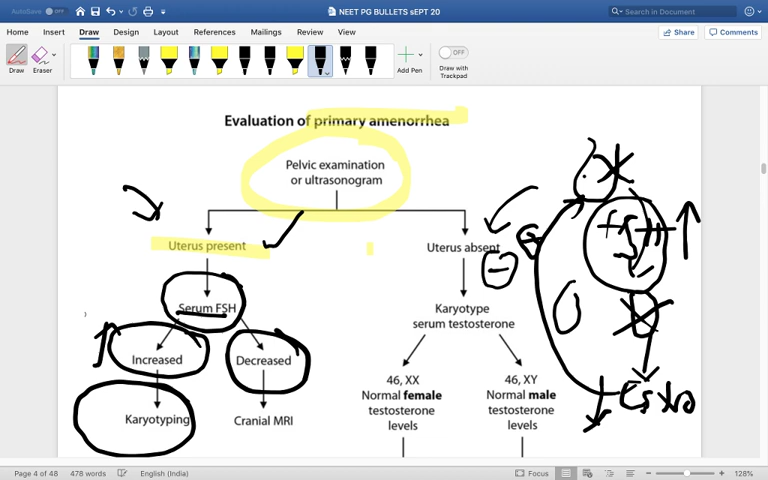 AutoSave OFF
NEET PG BULLETS sEPT 20
Search in Document
Home Insert Draw Design Layout References Mailings Review View
Share Comments
Draw Eraser Add Pen OFF Draw with
Trackpad
Evaluation of primary amenorrhea
Pelvic examination
or ultrasonogram
Uterus present Uterus absent
Serum FSH
Karyotype
serum testosterone
Increased Decreased
46, XX 46, XY
Normal female Normal male
testosterone testosterone
levels levels
Karyotyping Cranial MRI
Page 4 of 48 478 words English (India) Focus 128%